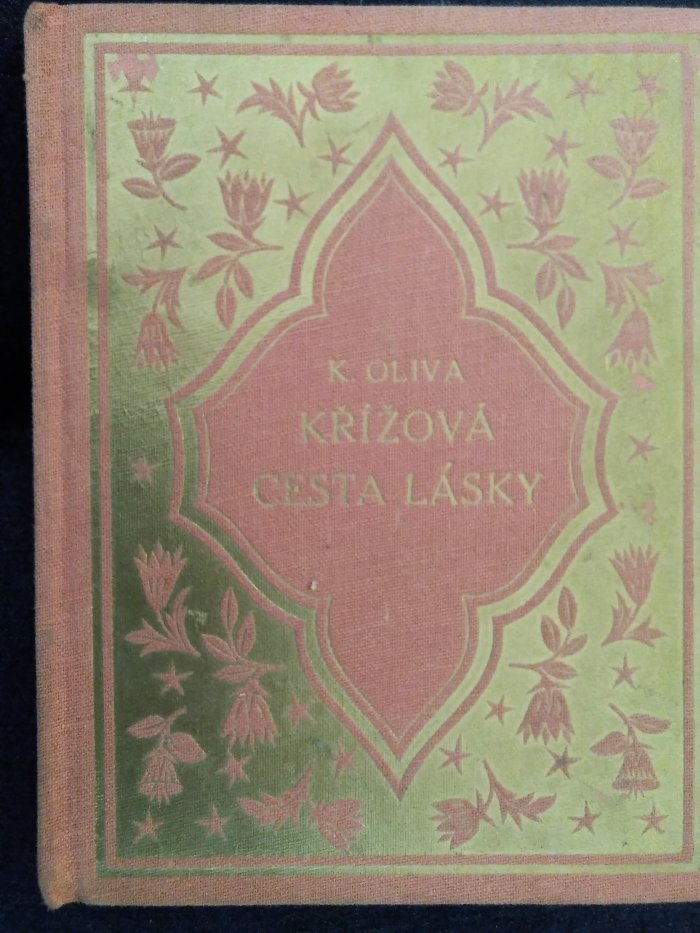 K. OLIVA
KŘÍŽOVÁ
CESTA LÁSKY